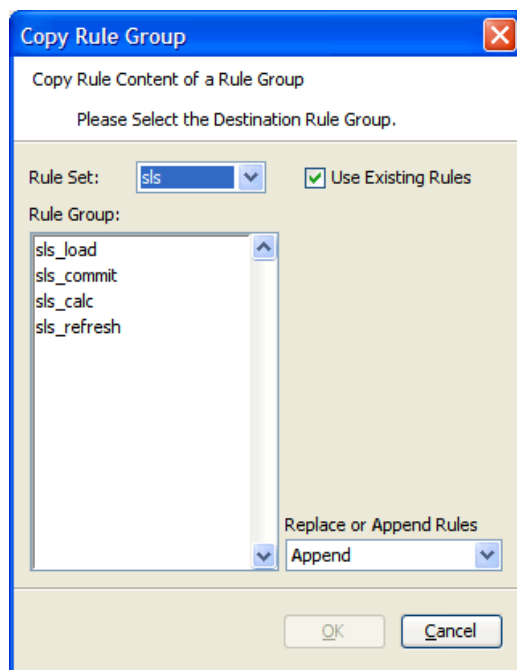 Copy Rule Group
Copy Rule Content of a Rule Group
Please Select the Destination Rule Group.
Rule Set: sls Use Existing Rules
Rule Group:
sls_load
sls_commit
sls_calc
sls_refresh
Replace or Append Rules
Append
OK Cancel